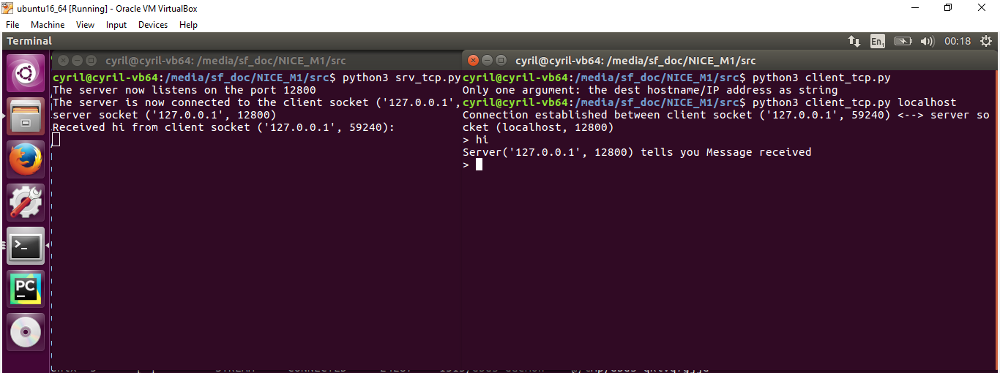 ubuntu16_64 [Running] - Oracle VM VirtualBox
File Machine View Input Devices Help
Terminal En1 00:18
cyril@cyril-vb64: /media/sf_doc/NICE_M1/src
cyril@cyril-vb64:/media/sf_doc/NICE_M1/src$ python3 srv_tcp.py
The server now listens on the port 12800
The server is now connected to the client socket ('127.0.0.1',
server socket ('127.0.0.1', 12800)
Received hi from client socket ('127.0.0.1', 59240):
cyril@cyril-vb64: /media/sf_doc/NICE_M1/src
cyril@cyril-vb64:/media/sf_doc/NICE_M1/src$ python3 client_tcp.py
Only one argument: the dest hostname/IP address as string
cyril@cyril-vb64:/media/sf_doc/NICE_M1/src$ python3 client_tcp.py localhost
Connection established between client socket ('127.0.0.1', 59240) <--> server so
cket (localhost, 12800)
> hi
Server('127.0.0.1', 12800) tells you Message received
>
>_
PC